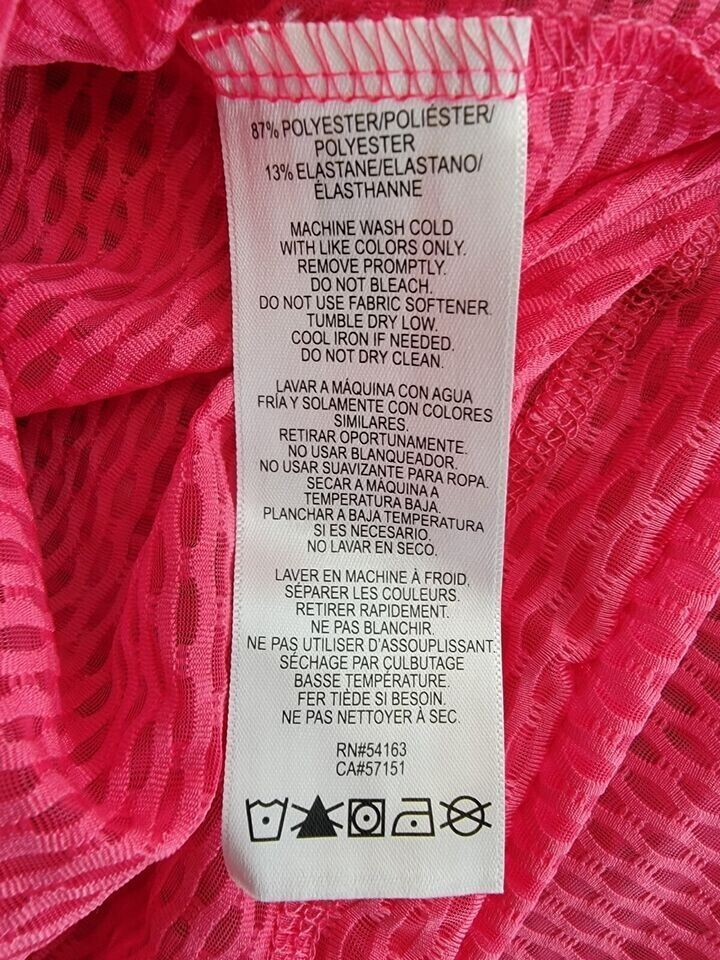 87% POLYESTER/POLIÉSTER/
POLYESTER
13% ELASTANE/ELASTANO/
ÉLASTHANNE
MACHINE WASH COLD
WITH LIKE COLORS ONLY.
REMOVE PROMPTLY.
DO NOT BLEACH.
DO NOT USE FABRIC SOFTENER.
TUMBLE DRY LOW.
COOL IRON IF NEEDED.
DO NOT DRY CLEAN.
LAVAR A MÁQUINA CON AGUA
FRÍA Y SOLAMENTE CON COLORES
SIMILARES.
RETIRAR OPORTUNAMENTE.
NO USAR BLANQUEADOR.
NO USAR SUAVIZANTE PARA ROPA.
SECAR A MÁQUINA A
TEMPERATURA BAJA.
PLANCHAR A BAJA TEMPERATURA
SI ES NECESARIO.
NO LAVAR EN SECO.
LAVER EN MACHINE À FROID,
SÉPARER LES COULEURS.
RETIRER RAPIDEMENT.
NE PAS BLANCHIR.
NE PAS UTILISER D'ASSOUPLISSANT.
SÉCHAGE PAR CULBUTAGE
BASSE TEMPÉRATURE.
FER TIÈDE SI BESOIN.
NE PAS NETTOYER À SEC.
RN#54163
CA#57151